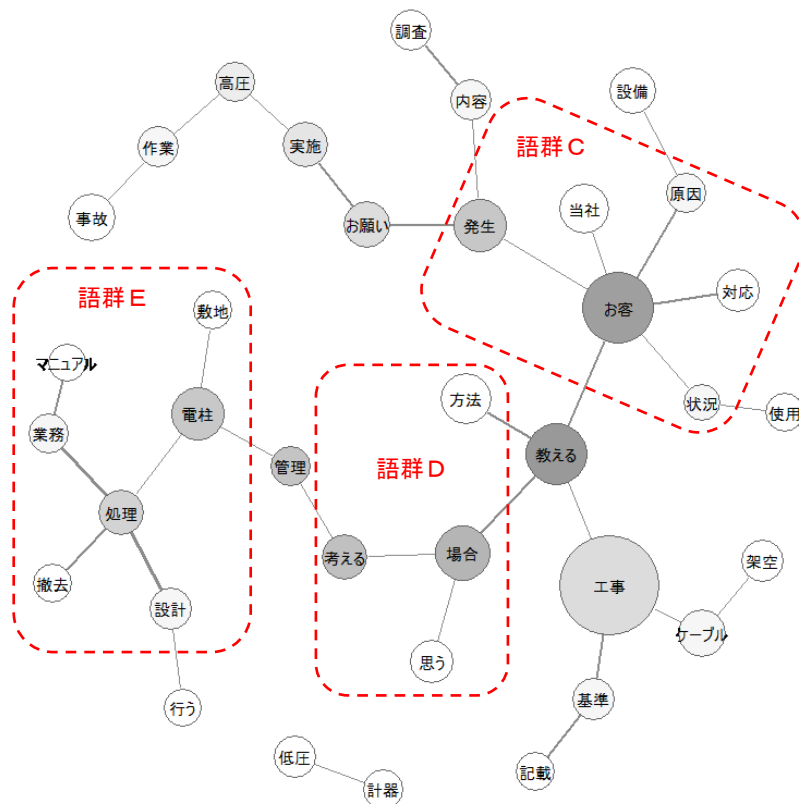 調査
高圧
内容
設備
語群C
作業
実施
原因
事故
お願い
発生
当社
語群E
敷地
お客
対応
マニュアル
電柱
方法
状況
使用
業務
管理
語群D
教える
処理
考える
場合
架空
撤去
設計
工事
ケーブル
思う
行う
基準
低圧
記載
計器